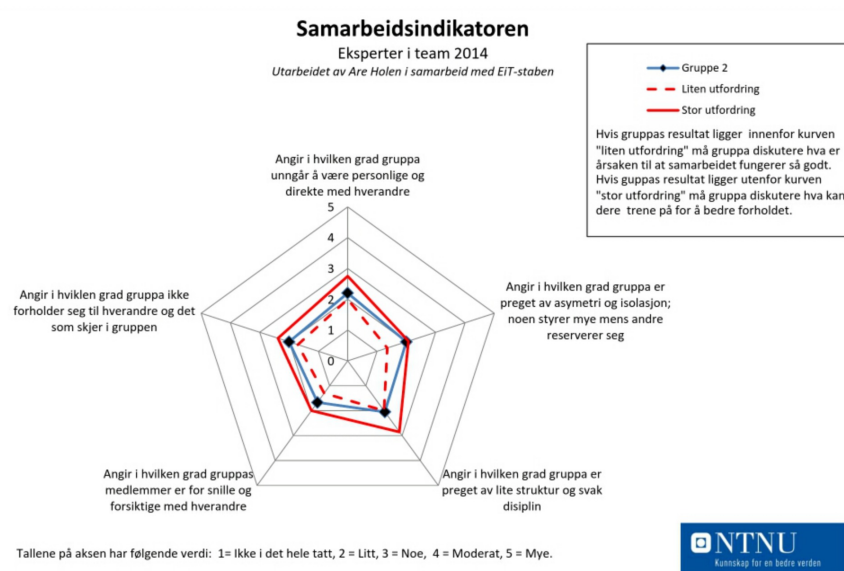 Samarbeidsindikatoren
Eksperter i team 2014
Utarbeidet av Are Holen i samarbeid med EiT-staben
Gruppe 2
Liten utfordring
Stor utfordring
Hvis gruppas resultat ligger innenfor kurven
"liten utfordring" må gruppa diskutere hva er
årsaken til at samarbeidet fungerer så godt.
Hvis guppas resultat ligger utenfor kurven
"stor utfordring" må gruppa diskutere hva kan
dere trene på for å bedre forholdet.
Angir i hvilken grad gruppa
unngår å være personlige og
direkte med hverandre
5
4
3
2
1
0
Angir i hvilken grad gruppa er
preget av asymetri og isolasjon;
noen styrer mye mens andre
reserverer seg
Angir i hviklen grad gruppa ikke
forholder seg til hverandre og det
som skjer i gruppen
Angir i hvilken grad gruppas
medlemmer er for snille og
forsiktige med hverandre
Angir i hvilken grad gruppa er
preget av lite struktur og svak
disiplin
Tallene på aksen har følgende verdi: 1= Ikke i det hele tatt, 2 = Litt, 3 = Noe, 4 = Moderat, 5 = Mye.
NTNU
Kunnskap for en bedre verden